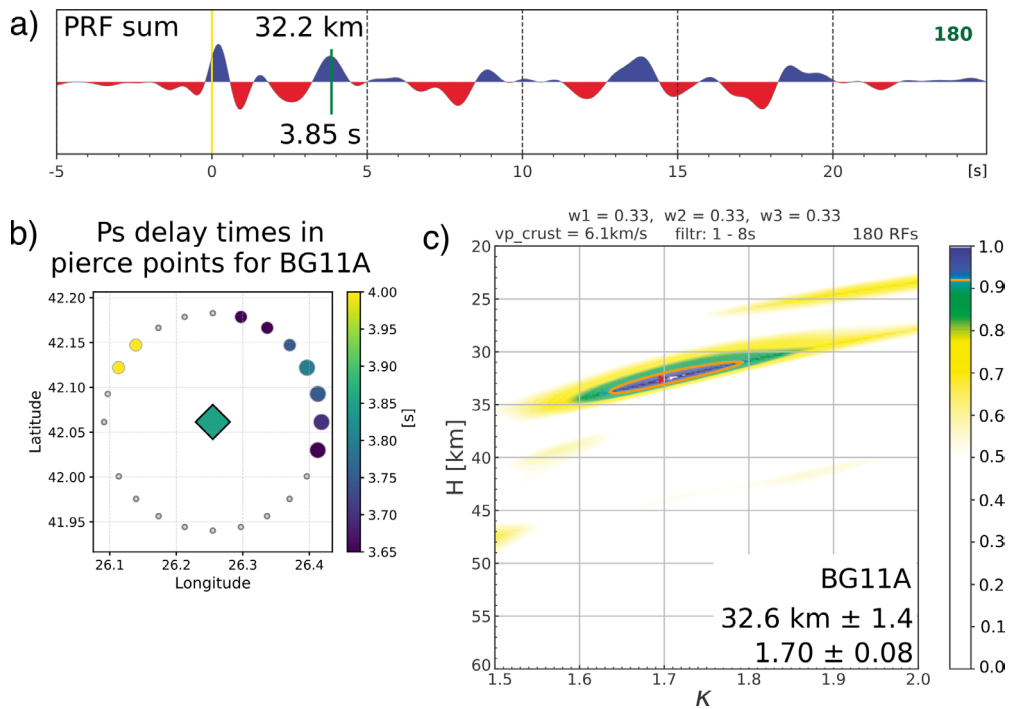 a)
PRF sum
32.2 km
180
3.85 s
-5
0
5
10
15
20
[s]
b)
Ps delay times in
pierce points for BG11A
42.20
42.15
42.10
42.05
42.00
41.95
Latitude
26.1
26.2
26.3
26.4
Longitude
4.00
3.95
3.90
3.85
3.80
3.75
3.70
3.65
[s]
c)
w1 = 0.33, w2 = 0.33, w3 = 0.33
vp_crust = 6.1km/s filtr: 1 - 8s 180 RFs
20
25
30
35
40
45
50
55
60
H [km]
1.5
1.6
1.7
1.8
1.9
2.0
κ
BG11A
32.6 km ± 1.4
1.70 ± 0.08
1.0
0.9
0.8
0.7
0.6
0.5
0.4
0.3
0.2
0.1
0.0